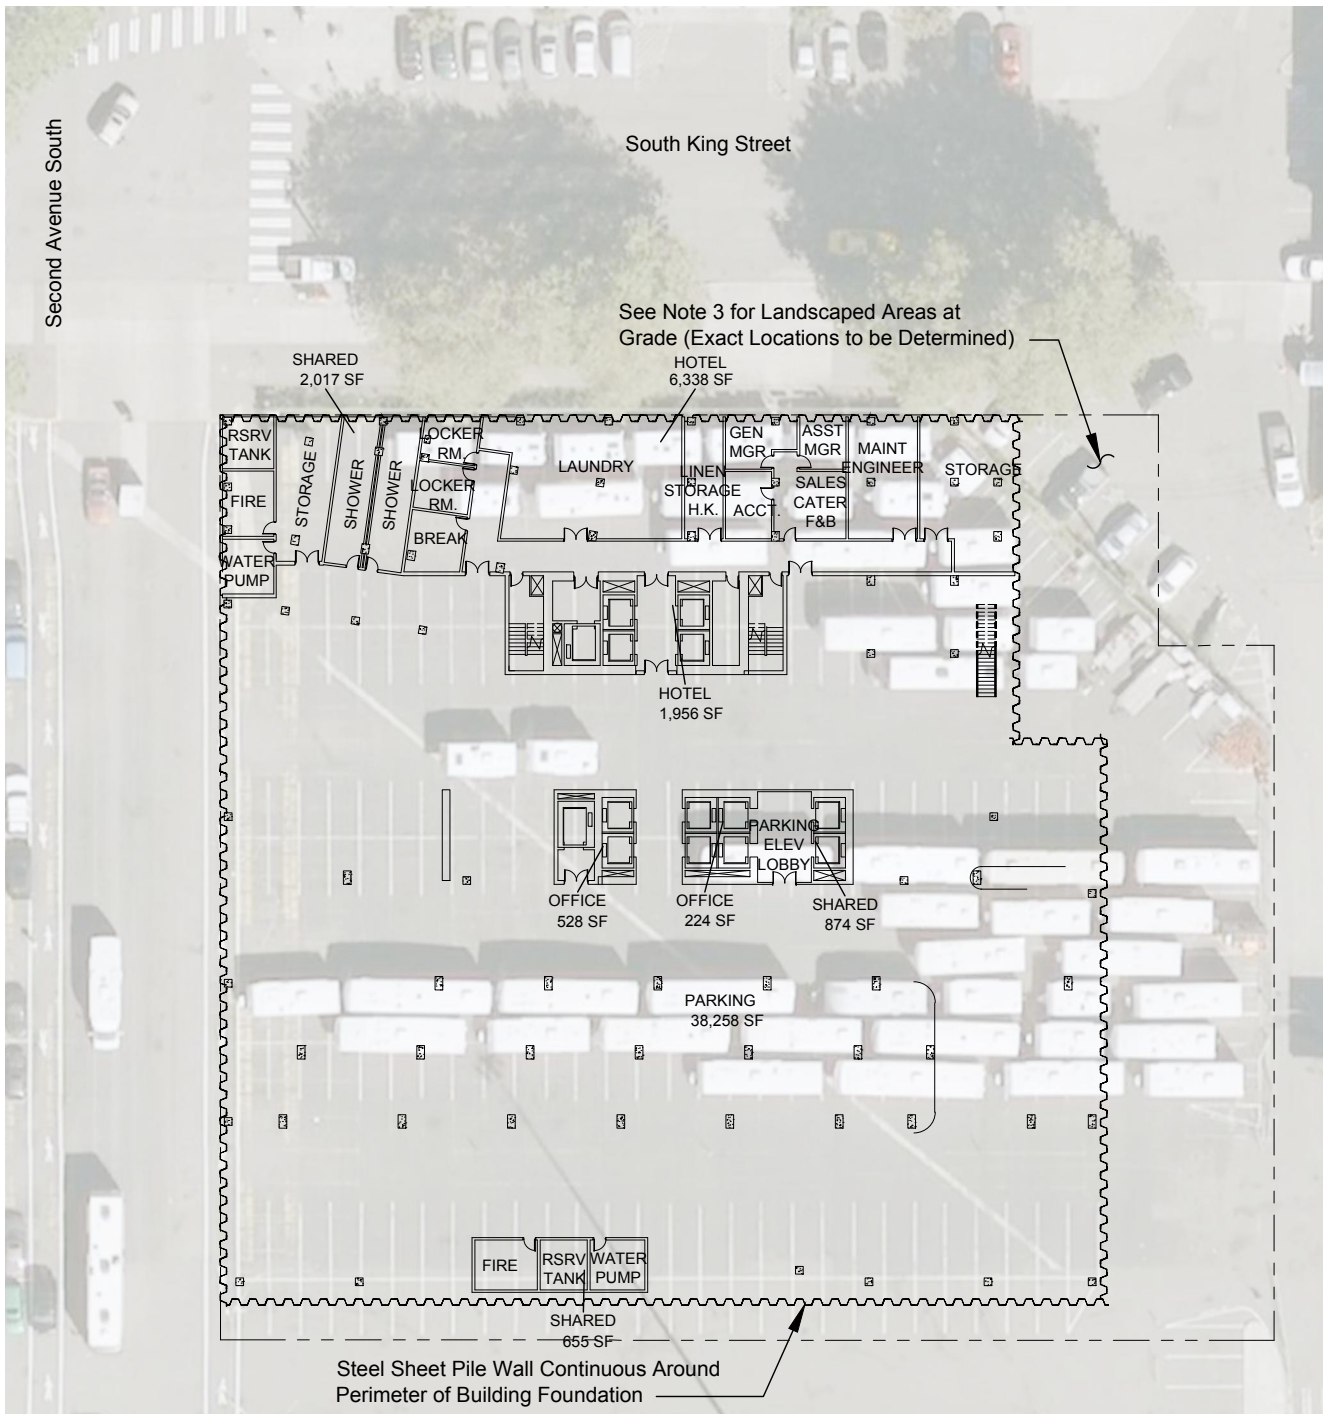 Second Avenue South
South King Street
See Note 3 for Landscaped Areas at
Grade (Exact Locations to be Determined)
SHARED
2,017 SF
HOTEL
6,338 SF
RSRV
TANK
FIRE
WATER
PUMP
STORAGE
SHOWER
SHOWER
LOCKER
RM.
LOCKER
RM.
BREAK
LAUNDRY
LINEN
STORAGE
H.K.
GEN
MGR
ACCT.
ASST
MGR
SALES
CATER
F&B
MAINT
ENGINEER
STORAGE
HOTEL
1,956 SF
PARKING
ELEV
LOBBY
OFFICE
528 SF
OFFICE
224 SF
SHARED
874 SF
PARKING
38,258 SF
FIRE
RSRV
TANK
WATER
PUMP
SHARED
655 SF
Steel Sheet Pile Wall Continuous Around
Perimeter of Building Foundation